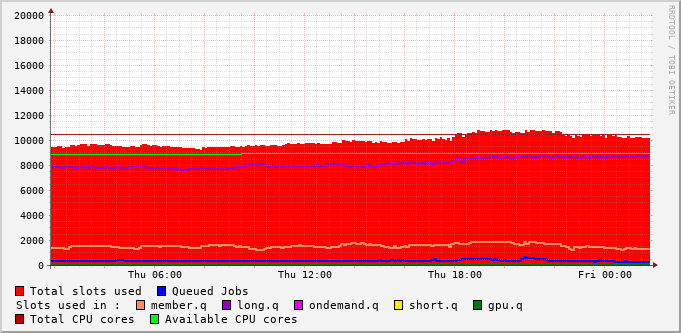 20000
18000
16000
14000
12000
10000
8000
6000
4000
2000
0
Thu 06:00 Thu 12:00 Thu 18:00 Fri 00:00
RRDTOOL / TOBI OETIKER
Total slots used Queued Jobs
Slots used in : member.q long.q ondemand.q short.q gpu.q
Total CPU cores Available CPU cores